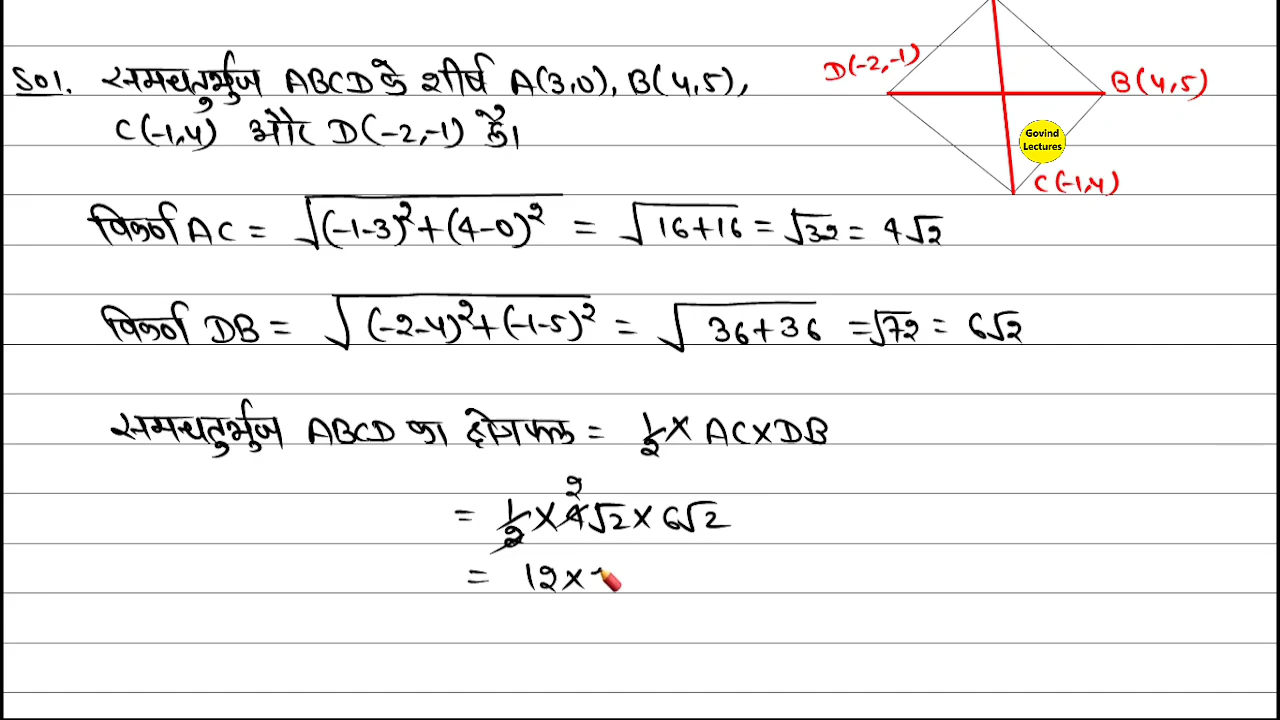 Sol. समचतुर्भुज ABCD के शीर्ष A(3,0), B(4,5),
C(-1,4) और D(-2,-1) है।
D(-2,-1)
B(4,5)
Govind
Lectures
C(-1,4)
विकर्ण AC = √((-1-3)²+(4-0)²) = √(16+16) = √32 = 4√2
विकर्ण DB = √((-2-4)²+(-1-5)²) = √(36+36) = √72 = 6√2
समचतुर्भुज ABCD का क्षेत्रफल = 1/2 × AC × DB
2
= 1/2 × 4√2 × 6√2
= 12 ×